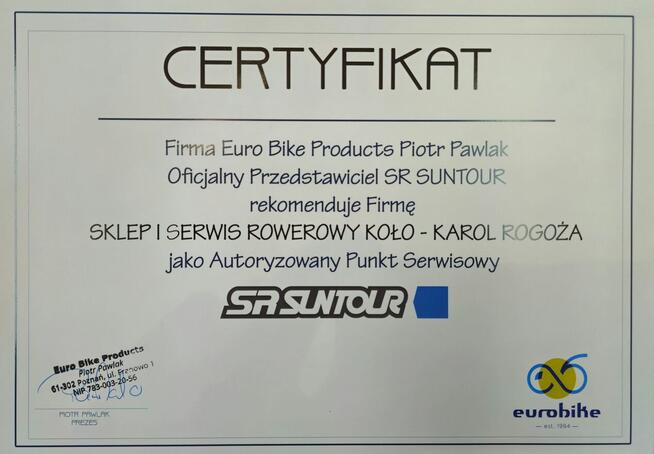 CERTYFIKAT
Firma Euro Bike Products Piotr Pawlak
Oficjalny Przedstawiciel SR SUNTOUR
rekomenduje Firmę
SKLEP I SERWIS ROWEROWY KOŁO - KAROL ROGOŻA
jako Autoryzowany Punkt Serwisowy
SR SUNTOUR
Euro Bike Products
Piotr Pawlak
61-302 Poznań, ul.
NIP 783-003-20-56
PIOTR PAWLAK
PREZES
eurobike
est. 1994